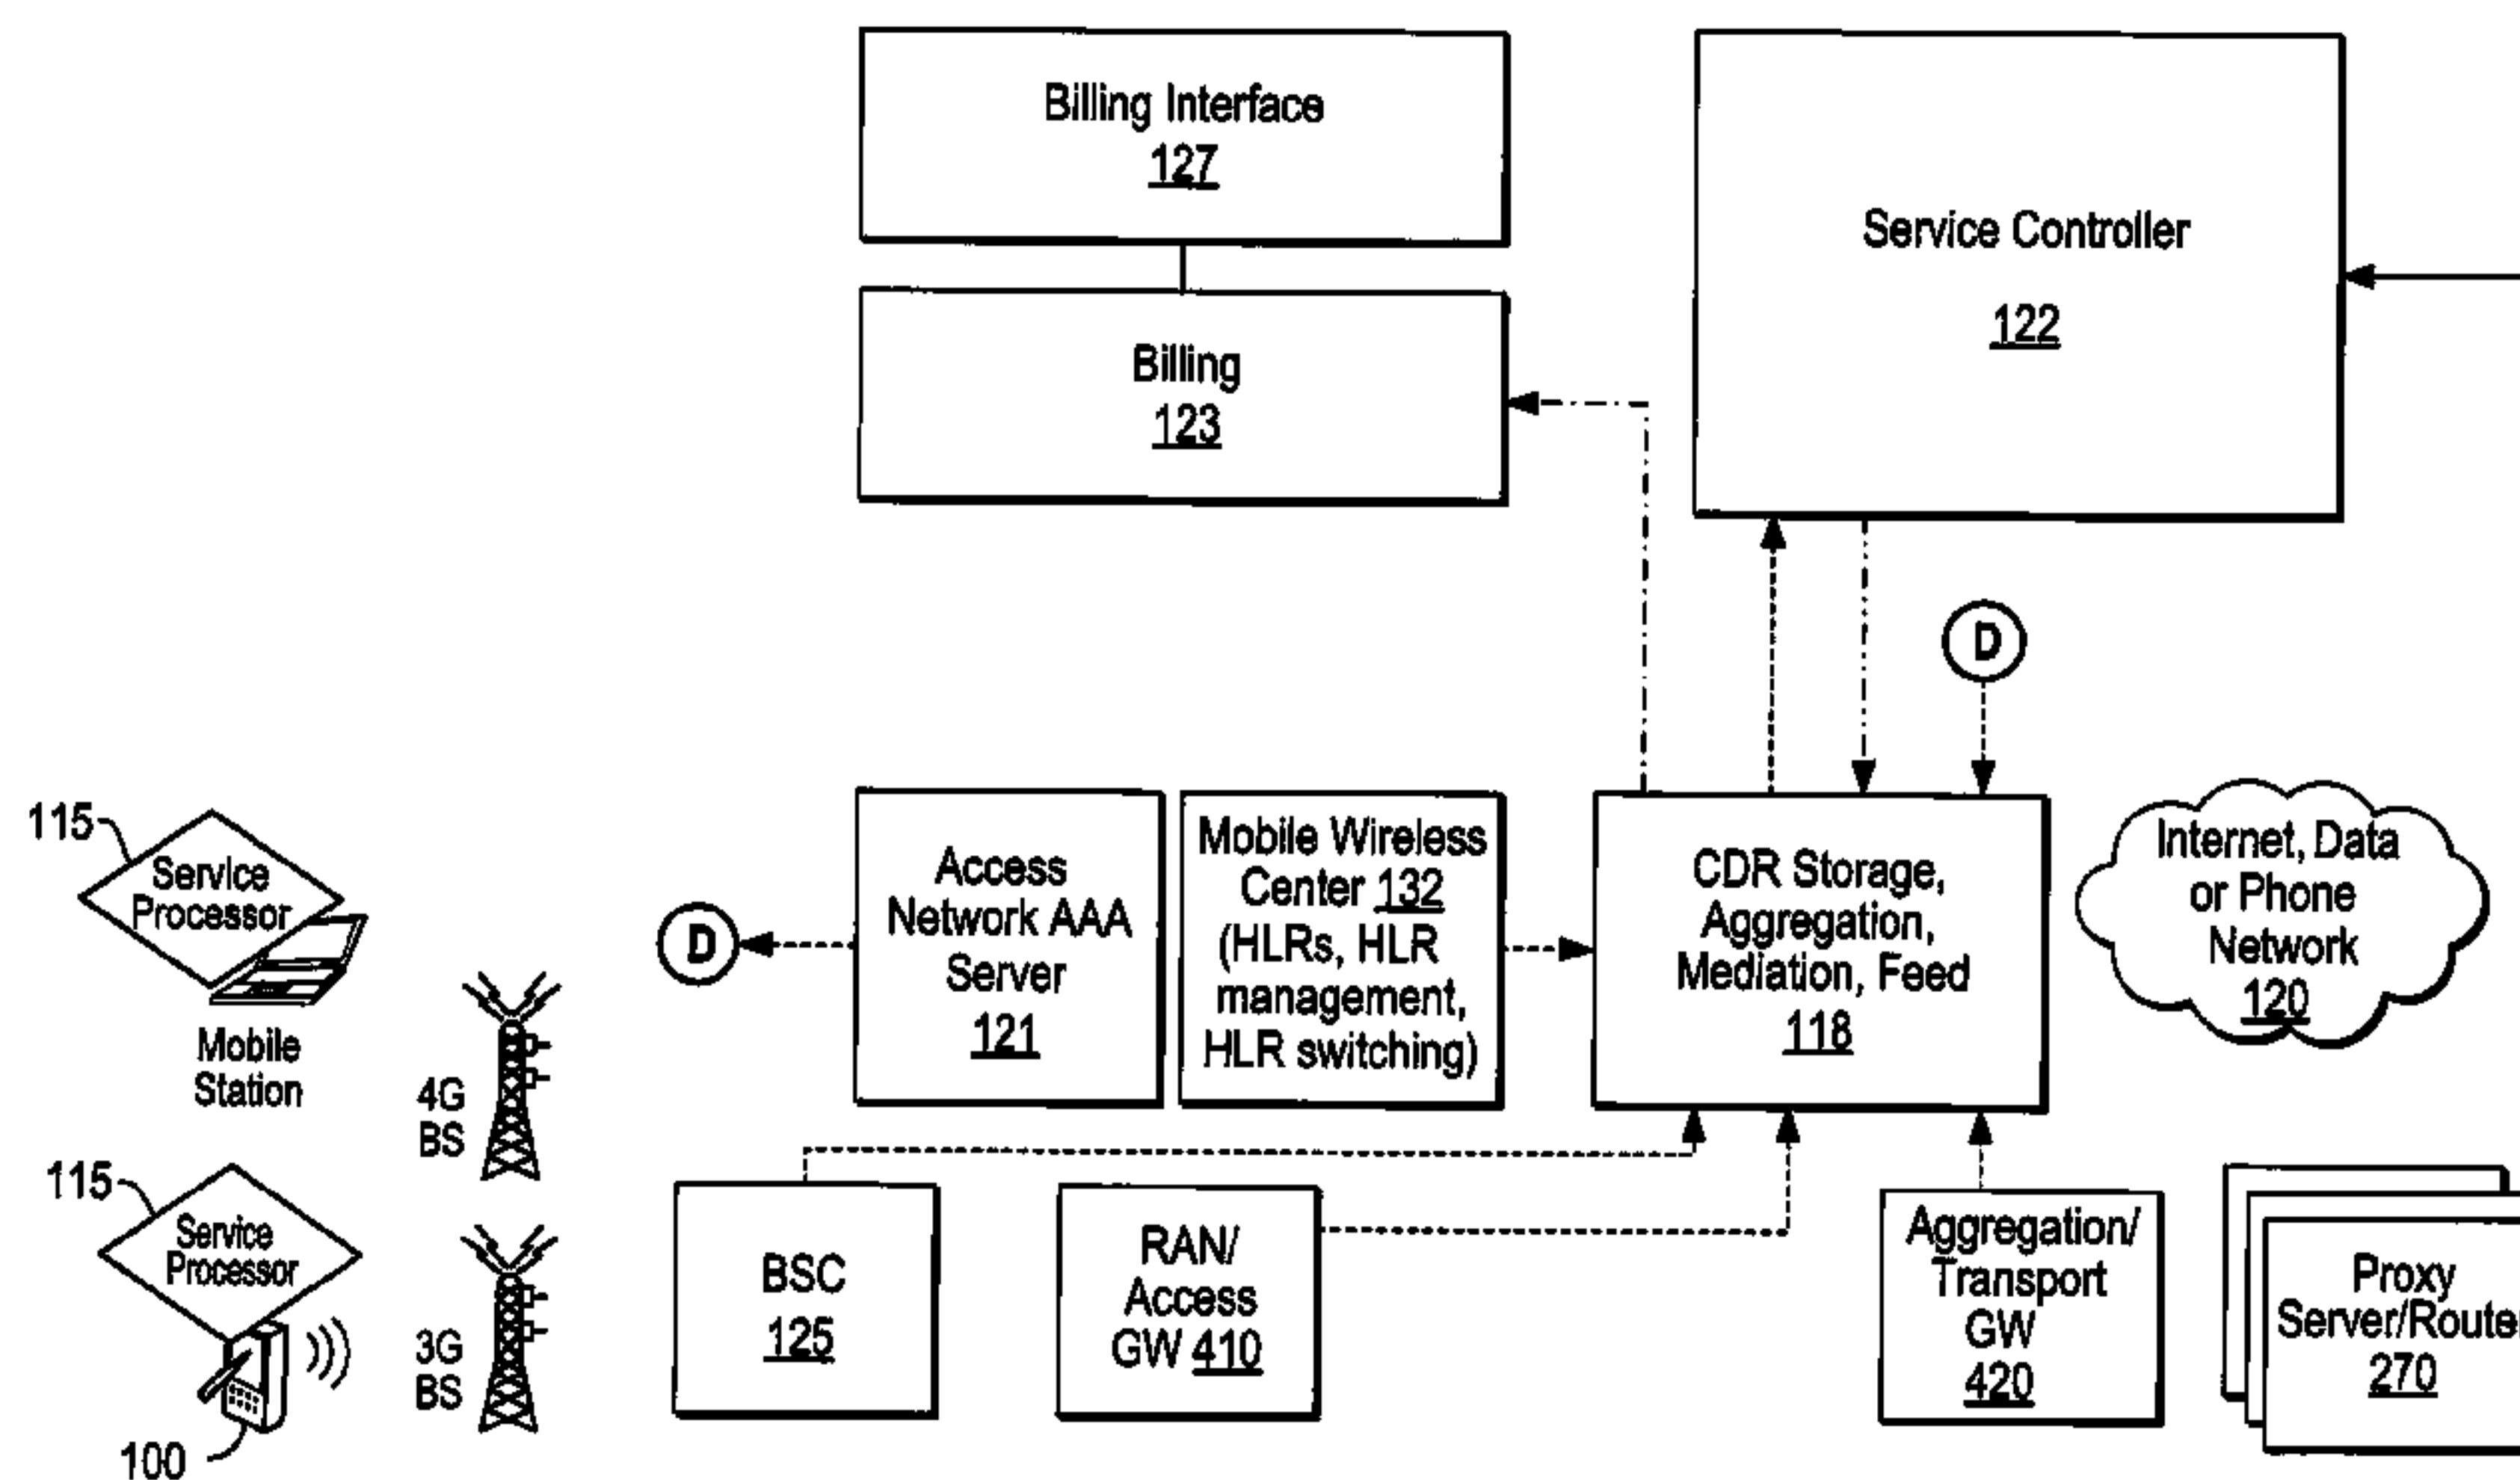 Billing Interface
127
Service Controller
122
Billing
123
D
115
Service
Processor
Mobile
Station
4G
BS
D
Access
Network AAA
Server
121
Mobile Wireless
Center 132
(HLRs, HLR
management,
HLR switching)
CDR Storage,
Aggregation,
Mediation, Feed
118
Internet, Data
or Phone
Network
120
115
Service
Processor
100
3G
BS
BSC
125
RAN/
Access
GW 410
Aggregation/
Transport
GW
420
Proxy
Server/Router
270